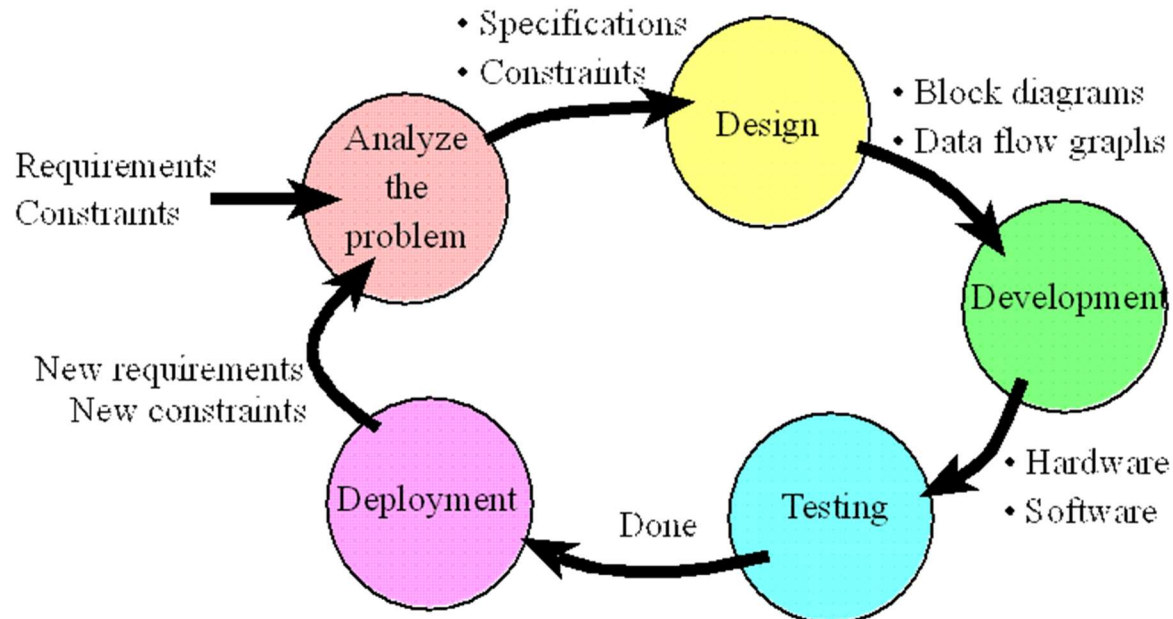 Requirements
Constraints
Analyze
the
problem
• Specifications
• Constraints
Design
• Block diagrams
• Data flow graphs
Development
• Hardware
• Software
Testing
Done
Deployment
New requirements
New constraints